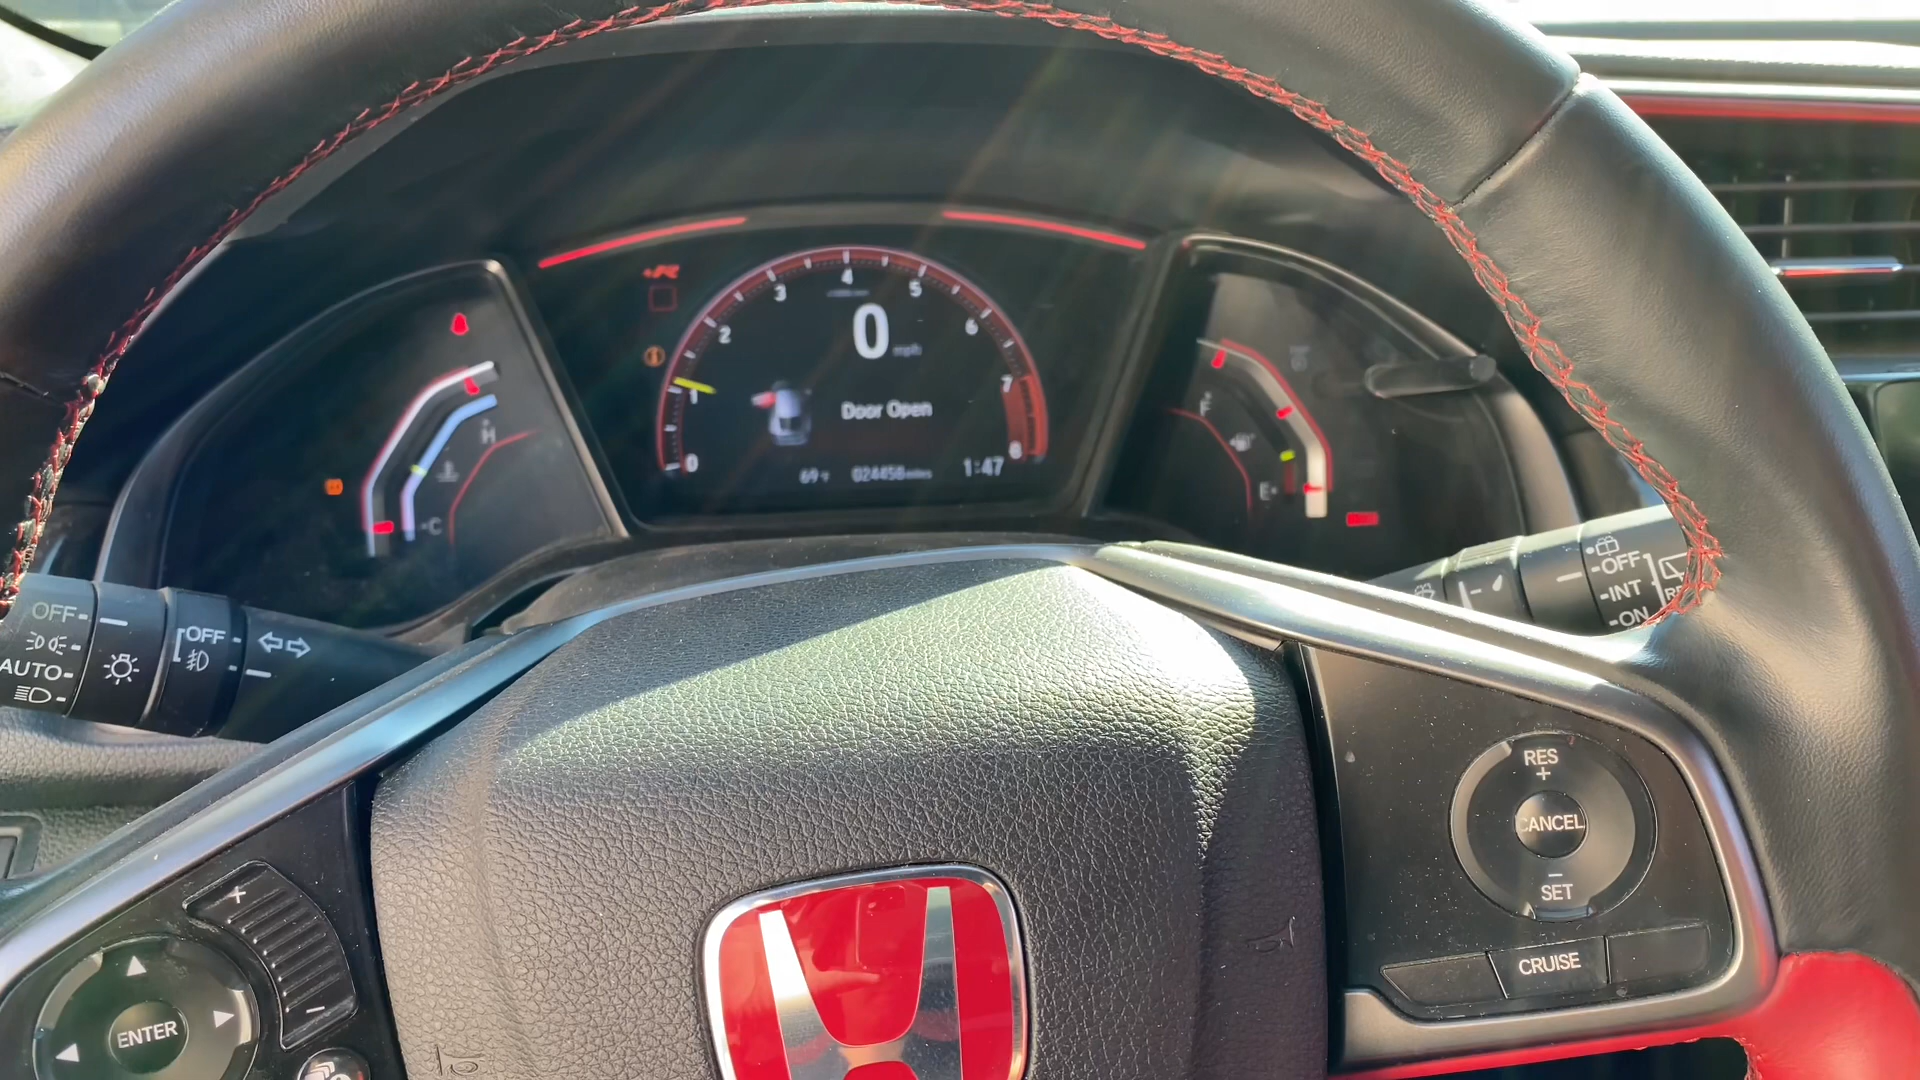 +R
4
3
5
2
6
0
mph
1
7
Door Open
0
8
69°F
024458 miles
1:47
H
C
F
E
OFF
AUTO
OFF
OFF
INT
ON
RES
+
CANCEL
−
SET
CRUISE
+
−
ENTER